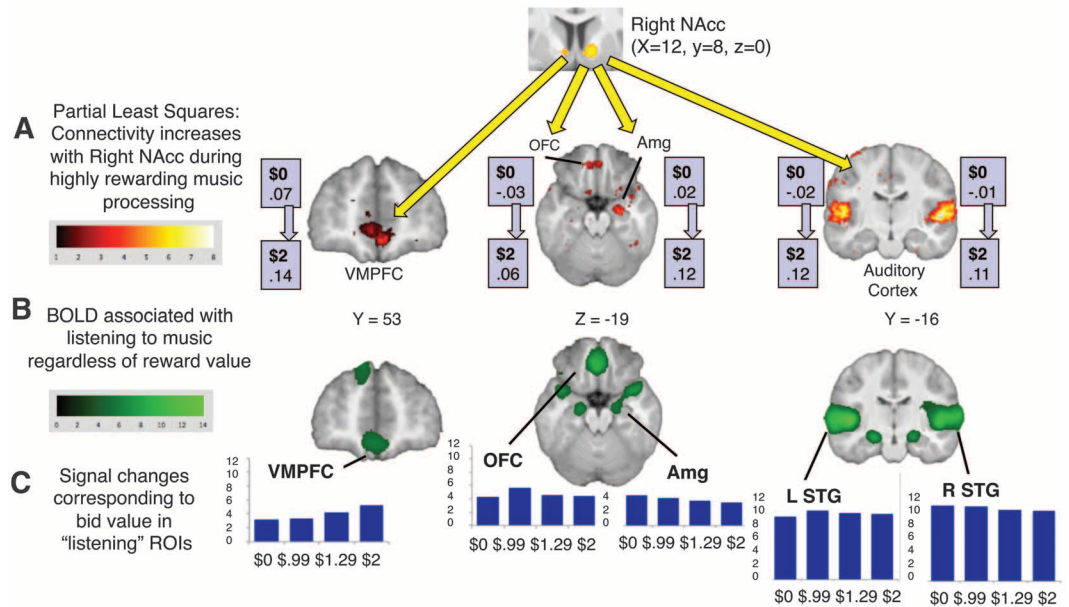 Right NAcc
(X=12, y=8, z=0)
A
Partial Least Squares:
Connectivity increases
with Right NAcc during
highly rewarding music
processing
1 2 3 4 5 6 7 8
$0
.07
$2
.14
VMPFC
OFC
Amg
$0
-.03
$2
.06
$0
.02
$2
.12
$0
-.02
$2
.12
$0
-.01
$2
.11
Auditory
Cortex
B
BOLD associated with
listening to music
regardless of reward value
0 2 4 6 8 10 12 14
Y = 53
Z = -19
Y = -16
C
Signal changes
corresponding to
bid value in
“listening” ROIs
VMPFC
12
10
8
6
4
2
0
$0 $.99 $1.29 $2
OFC
12
10
8
6
4
2
0
$0 $.99 $1.29 $2
Amg
4
2
0
$0 $.99 $1.29 $2
L STG
12
10
8
6
4
2
0
$0 $.99 $1.29 $2
R STG
12
10
8
6
4
2
0
$0 $.99 $1.29 $2